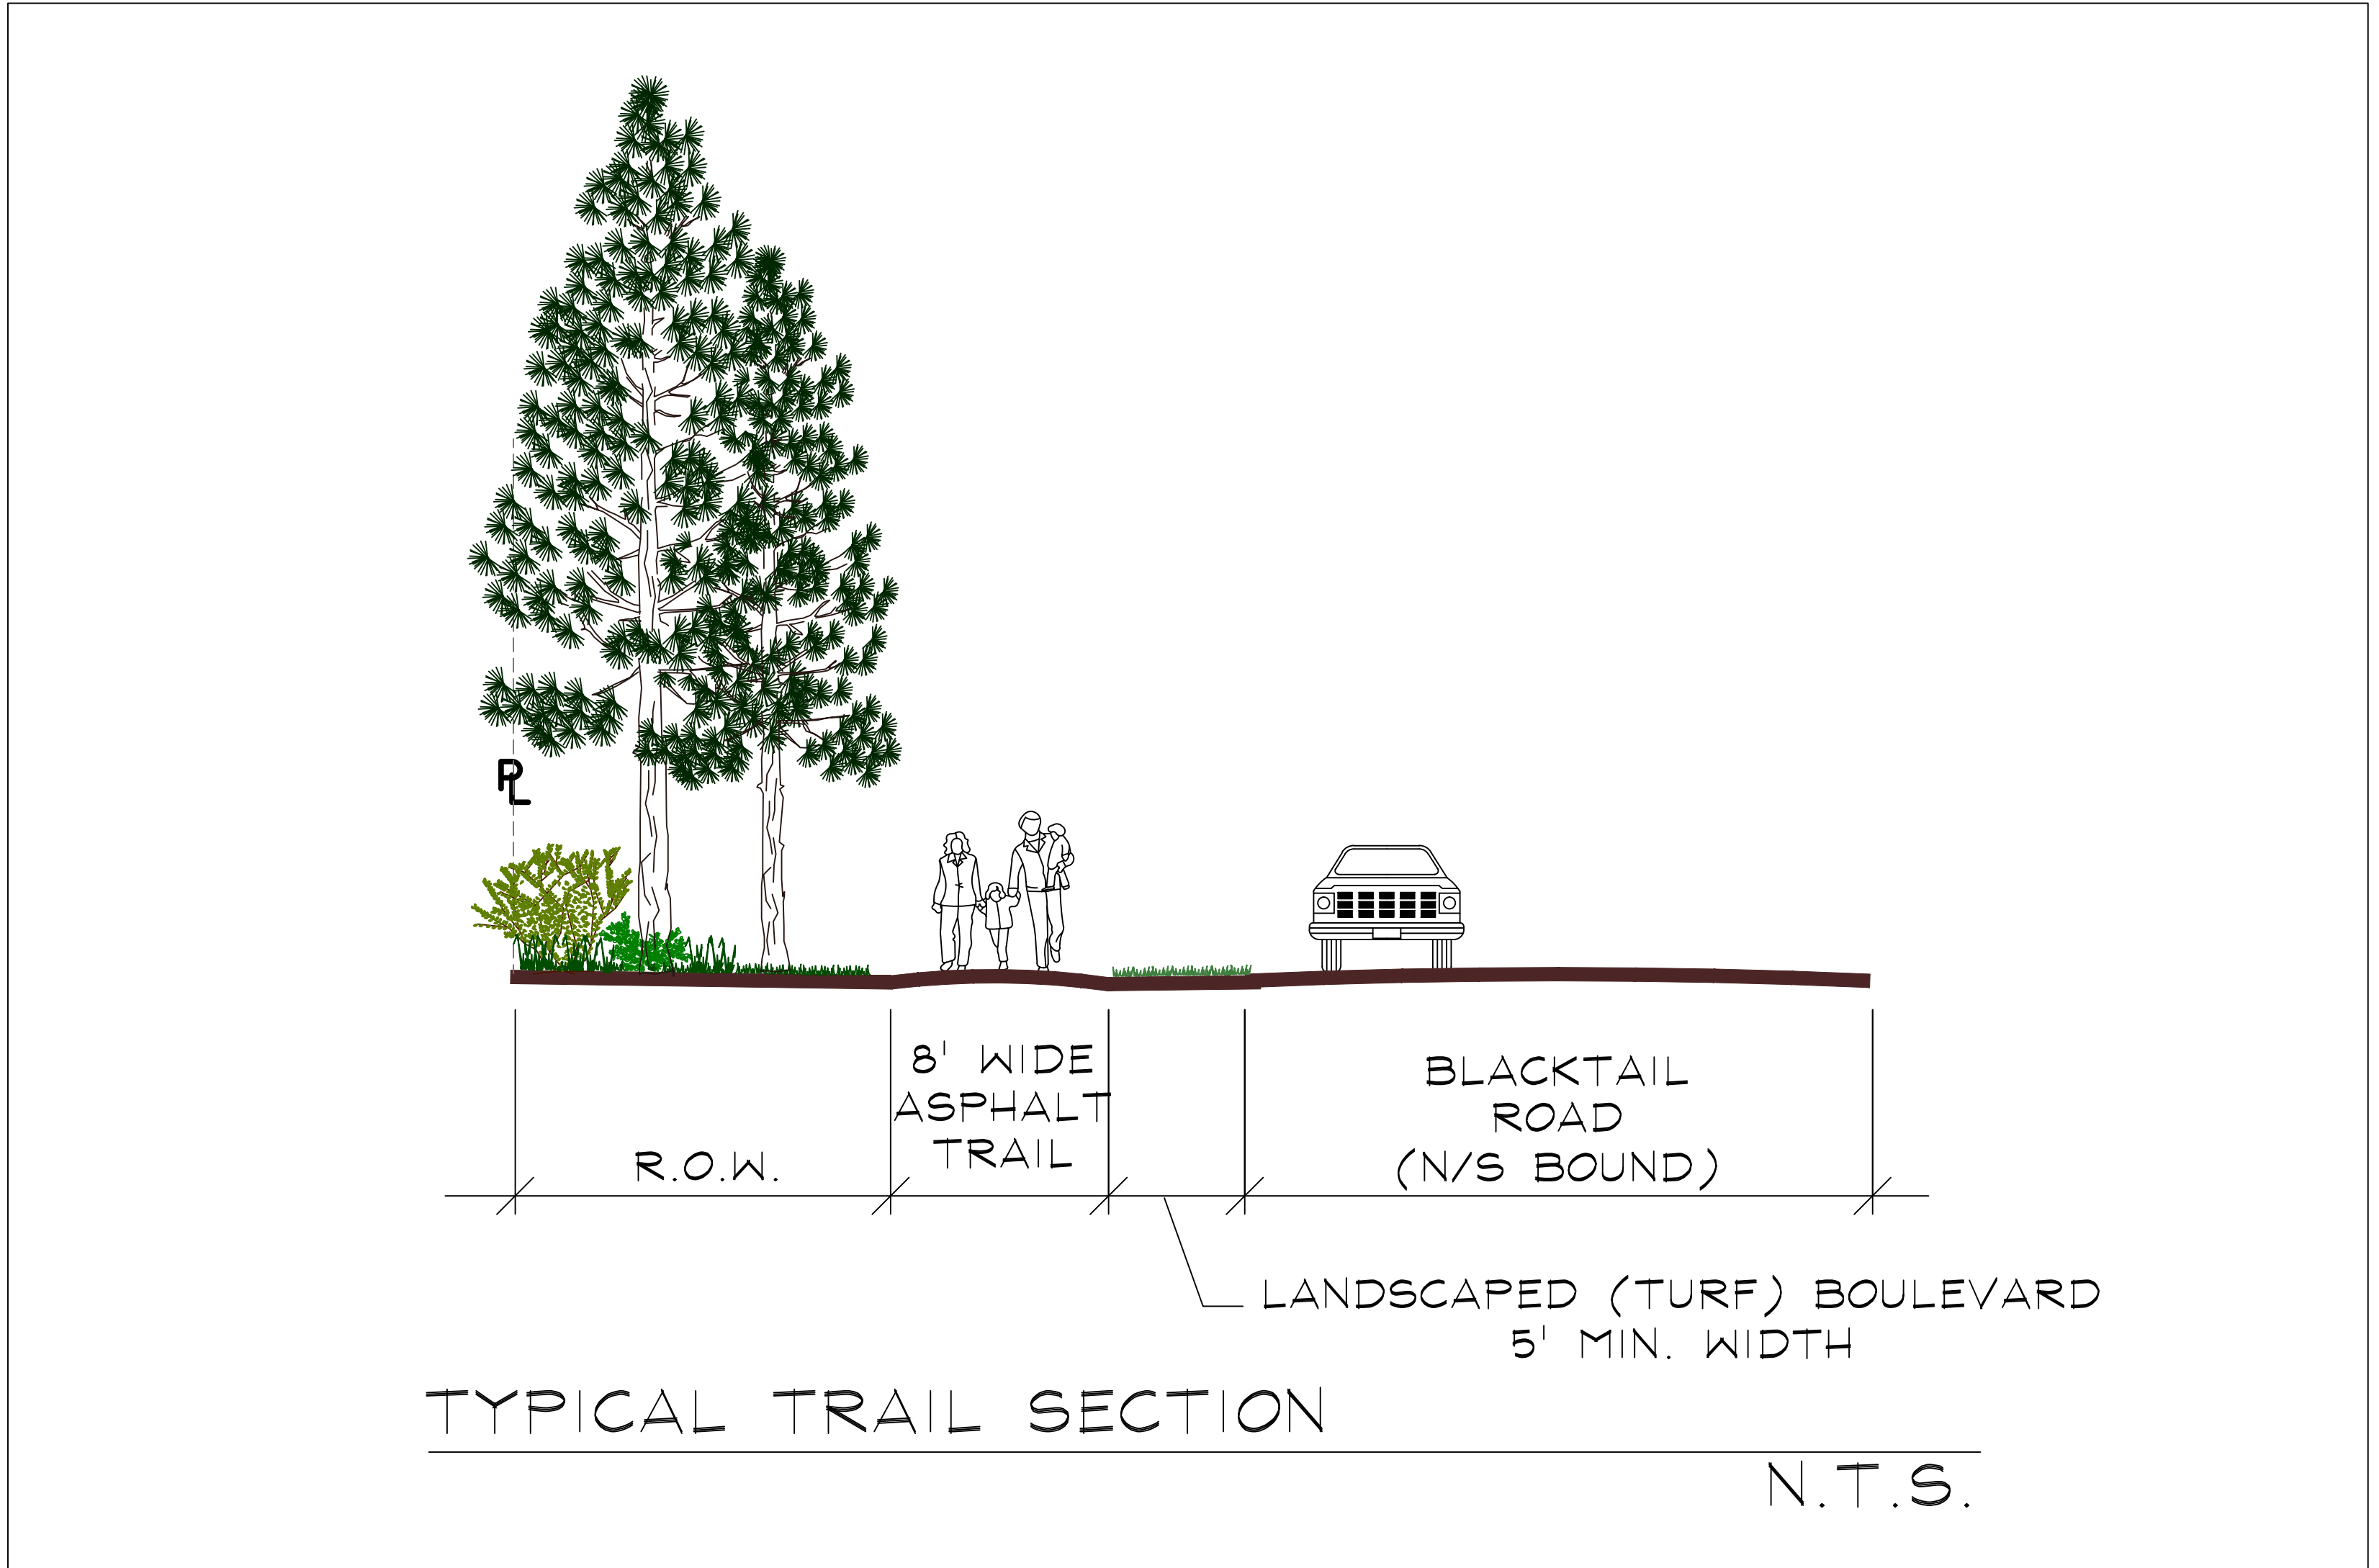 PL
8' WIDE
ASPHALT
TRAIL
R.O.W.
BLACKTAIL
ROAD
(N/S BOUND)
LANDSCAPED (TURF) BOULEVARD
5' MIN. WIDTH
TYPICAL TRAIL SECTION
N.T.S.